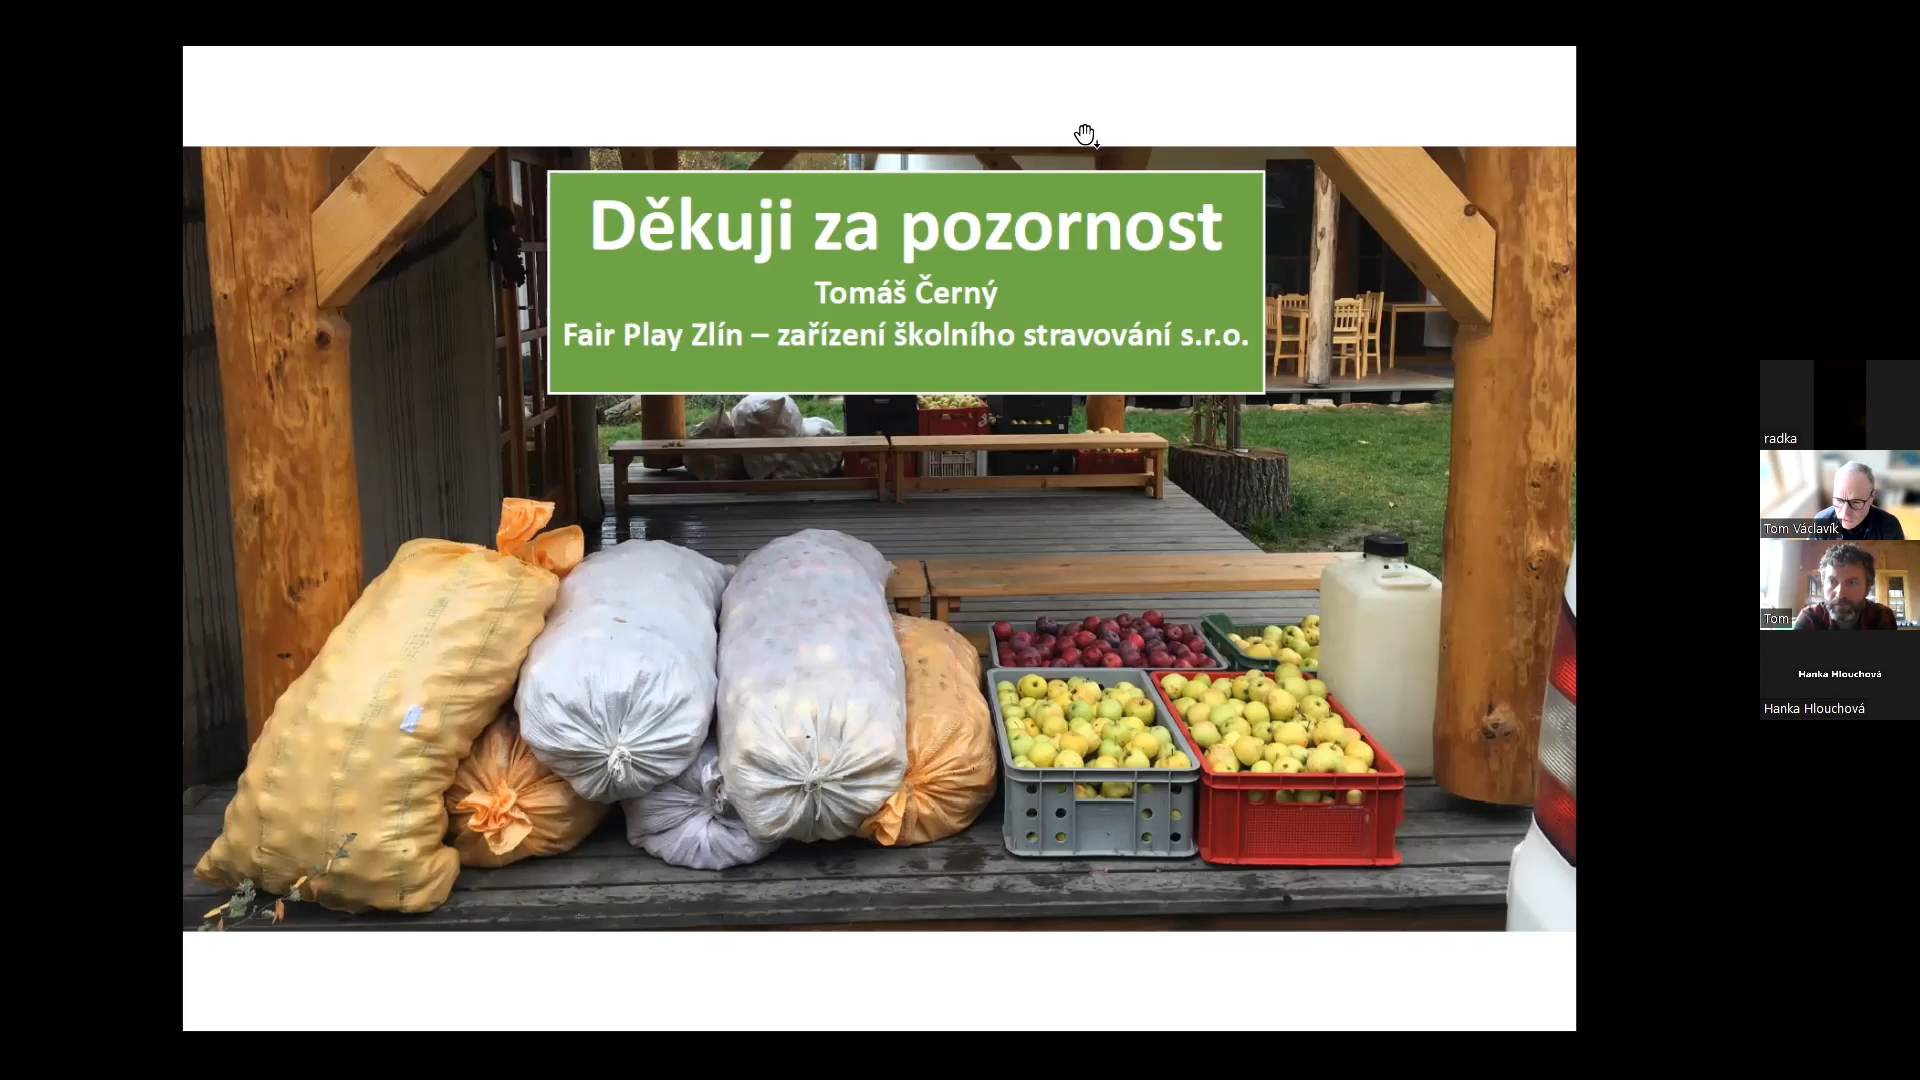 Děkuji za pozornost
Tomáš Černý
Fair Play Zlín – zařízení školního stravování s.r.o.
radka
Tom Václavík
Tom
Hanka Hlouchová
Hanka Hlouchová